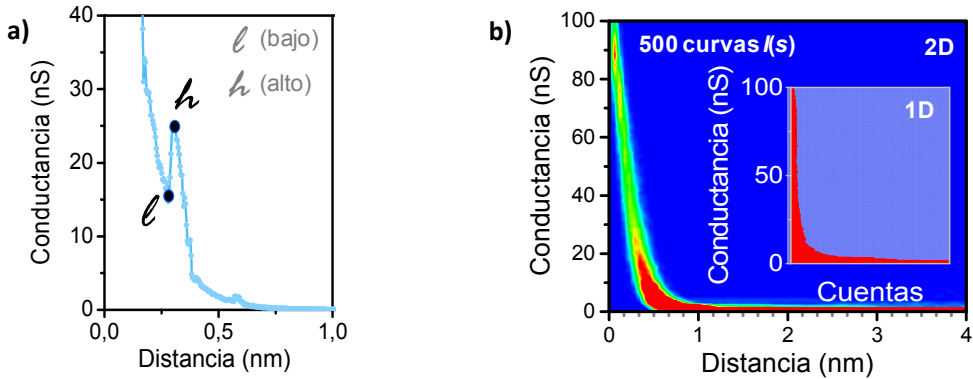 a)
Conductancia (nS)
40
30
20
10
0
ℓ (bajo)
h (alto)
h
ℓ
0,0
0,5
1,0
Distancia (nm)
b)
Conductancia (nS)
100
80
60
40
20
0
500 curvas I(s)
2D
Conductancia (nS)
100
50
0
1D
Cuentas
0
1
2
3
4
Distancia (nm)